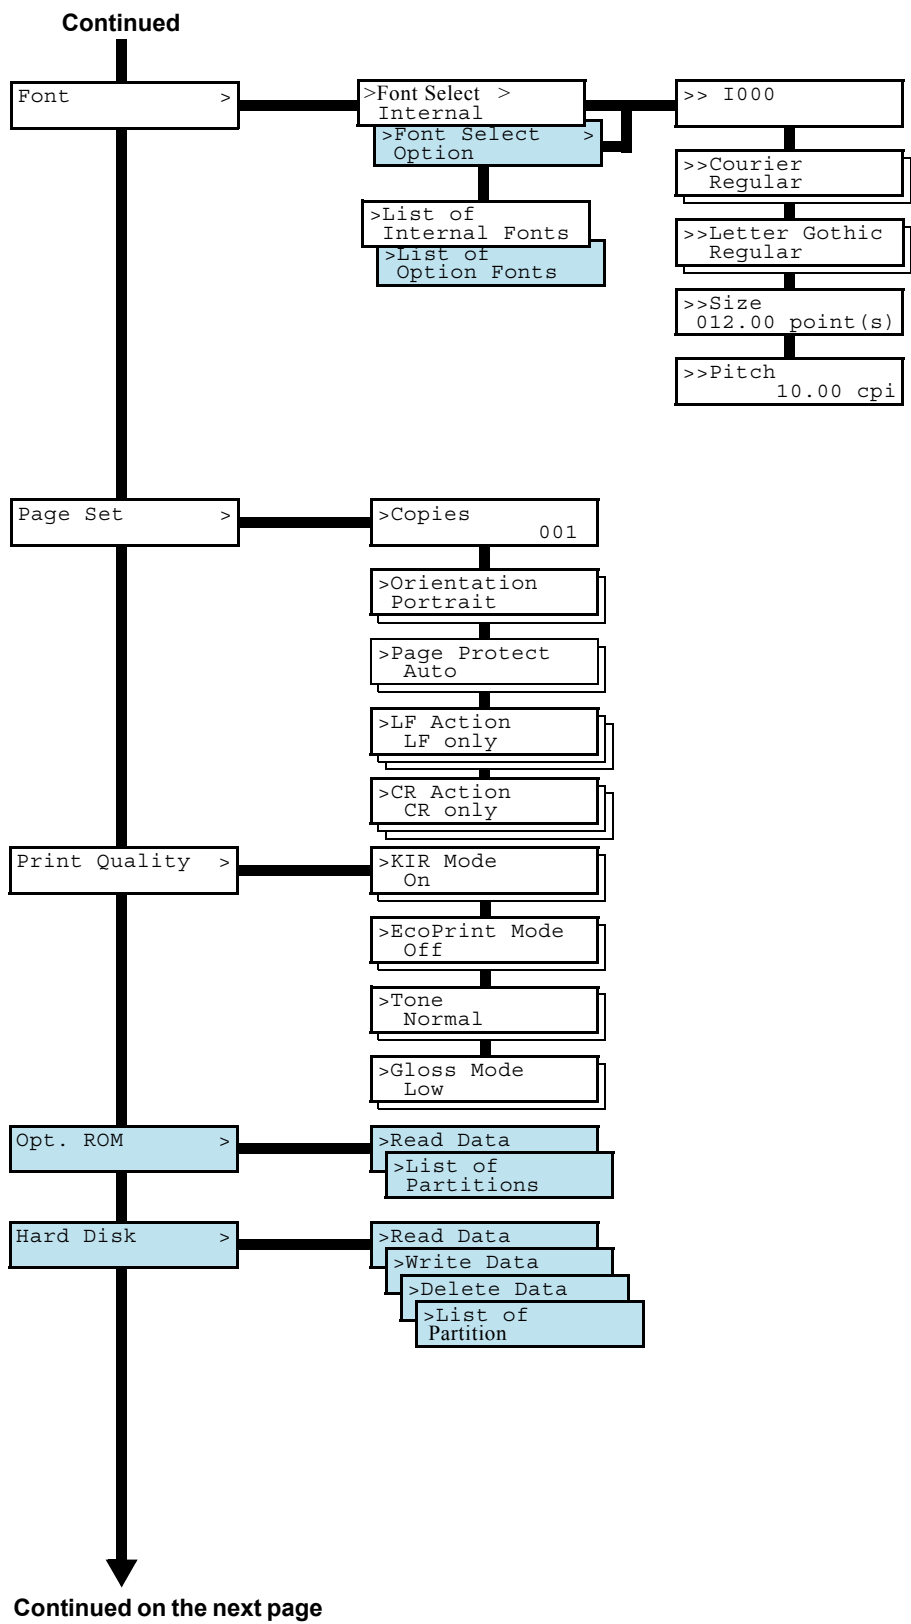 Continued
Font >
>Font Select >
Internal
>Font Select >
Option
>List of
Internal Fonts
>List of
Option Fonts
>> I000
>>Courier
Regular
>>Letter Gothic
Regular
>>Size
012.00 point(s)
>>Pitch
10.00 cpi
Page Set >
>Copies
001
>Orientation
Portrait
>Page Protect
Auto
>LF Action
LF only
>CR Action
CR only
Print Quality >
>KIR Mode
On
>EcoPrint Mode
Off
>Tone
Normal
>Gloss Mode
Low
Opt. ROM >
>Read Data
>List of
Partitions
Hard Disk >
>Read Data
>Write Data
>Delete Data
>List of
Partition
Continued on the next page